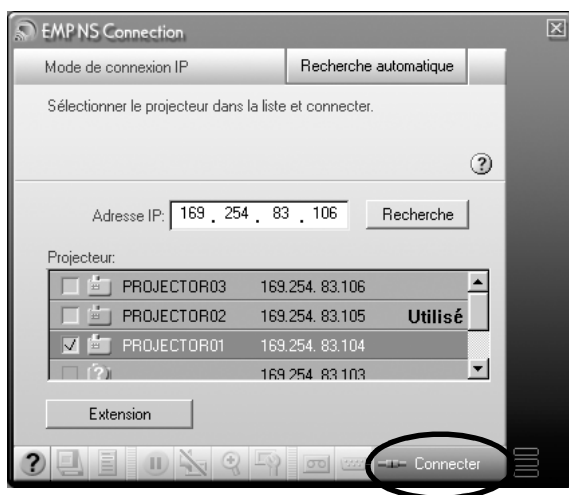 EMP NS Connection
Mode de connexion IP Recherche automatique
Sélectionner le projecteur dans la liste et connecter.
Adresse IP: 169 . 254 . 83 . 106 Recherche
Projecteur:
PROJECTOR03 169.254. 83.106
PROJECTOR02 169.254. 83.105 Utilisé
PROJECTOR01 169.254. 83.104
169.254. 83.103
Extension
Connecter